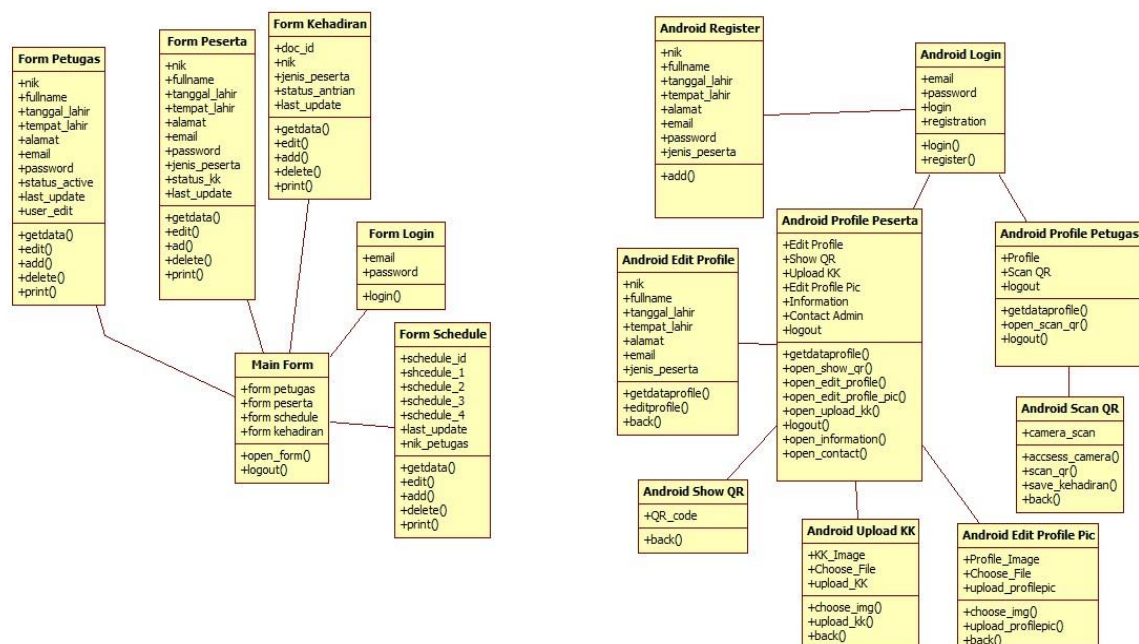 Form Petugas
+nik
+fullname
+tanggal_lahir
+tempat_lahir
+alamat
+email
+password
+status_active
+last_update
+user_edit
+getdata()
+edit()
+add()
+delete()
+print()
Form Peserta
+nik
+fullname
+tanggal_lahir
+tempat_lahir
+alamat
+email
+password
+jenis_peserta
+status_kk
+last_update
+getdata()
+edit()
+ad()
+delete()
+print()
Form Kehadiran
+doc_id
+nik
+jenis_peserta
+status_antrian
+last_update
+getdata()
+edit()
+add()
+delete()
+print()
Form Login
+email
+password
+login()
Main Form
+form petugas
+form peserta
+form schedule
+form kehadiran
+open_form()
+logout()
Form Schedule
+schedule_id
+shcedule_1
+schedule_2
+schedule_3
+schedule_4
+last_update
+nik_petugas
+getdata()
+edit()
+add()
+delete()
+print()
Android Register
+nik
+fullname
+tanggal_lahir
+tempat_lahir
+alamat
+email
+password
+jenis_peserta
+add()
Android Login
+email
+password
+login
+registration
+login()
+register()
Android Profile Peserta
+Edit Profile
+Show QR
+Upload KK
+Edit Profile Pic
+Information
+Contact Admin
+logout
+getdataprofile()
+open_show_qr()
+open_edit_profile()
+open_edit_profile_pic()
+open_upload_kk()
+logout()
+open_information()
+open_contact()
Android Profile Petugas
+Profile
+Scan QR
+logout
+getdataprofile()
+open_scan_qr()
+logout()
Android Edit Profile
+nik
+fullname
+tanggal_lahir
+tempat_lahir
+alamat
+email
+jenis_peserta
+getdataprofile()
+editprofile()
+back()
Android Scan QR
+camera_scan
+accsess_camera()
+scan_qr()
+save_kehadiran()
+back()
Android Show QR
+QR_code
+back()
Android Upload KK
+KK_Image
+Choose_File
+upload_KK
+choose_img()
+upload_kk()
+back()
Android Edit Profile Pic
+Profile_Image
+Choose_File
+upload_profilepic
+choose_img()
+upload_profilepic()
+back()